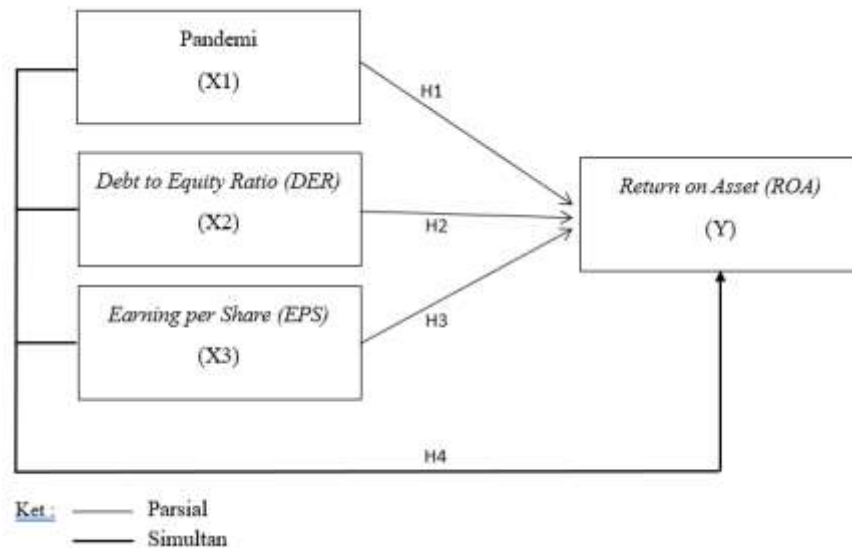 Pandemi
(X1)
H1
Debt to Equity Ratio (DER)
(X2)
H2
Return on Asset (ROA)
(Y)
Earning per Share (EPS)
(X3)
H3
H4
Ket : Parsial
Simultan